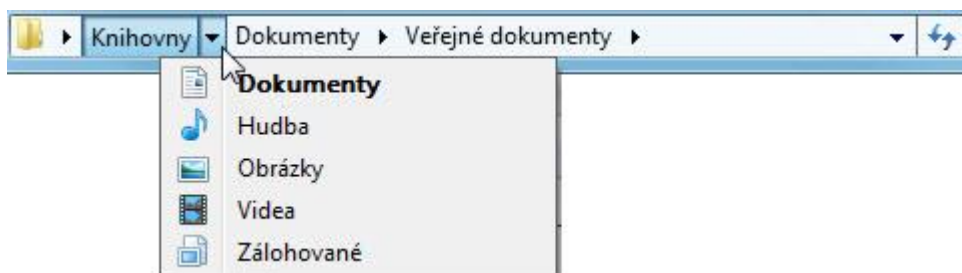 Knihovny Dokumenty Veřejné dokumenty
Dokumenty
Hudba
Obrázky
Videa
Zálohované